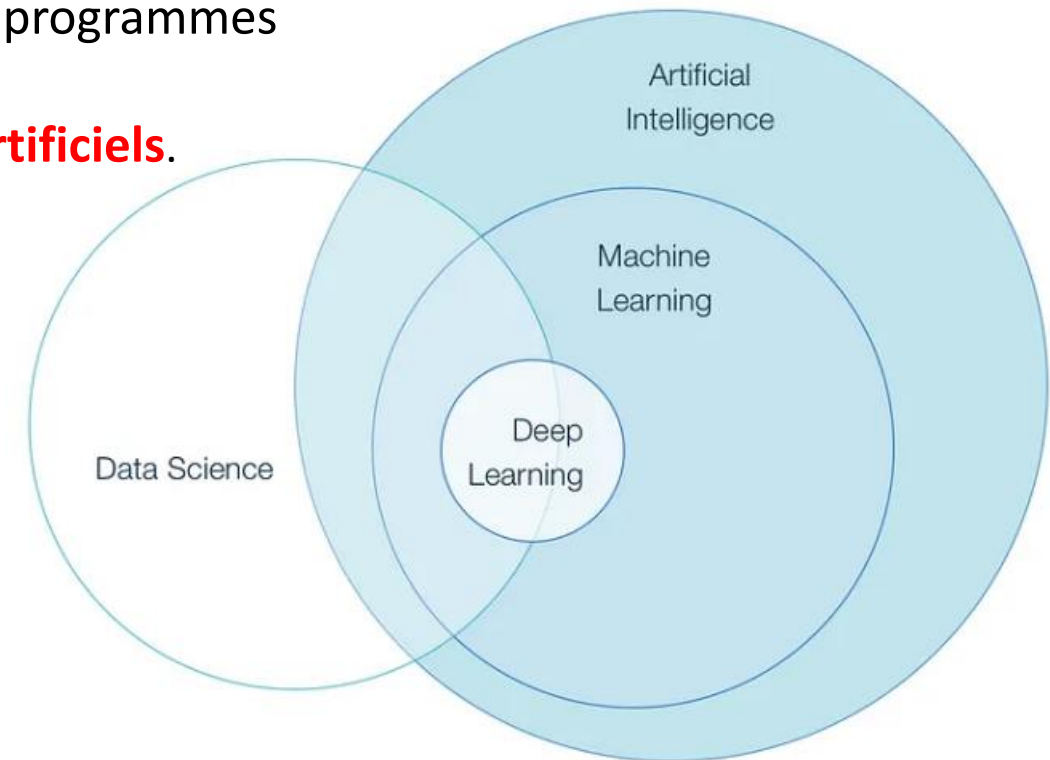 programmes
rtificiels.
Artificial
Intelligence
Machine
Learning
Deep
Learning
Data Science